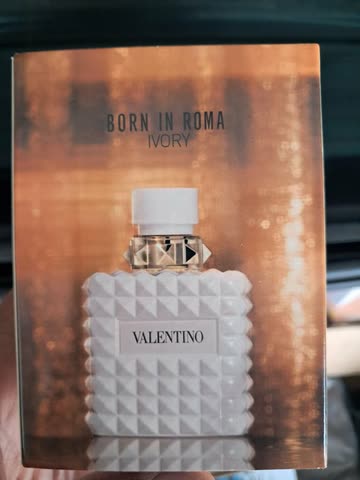 BORN IN ROMA
IVORY
VALENTINO